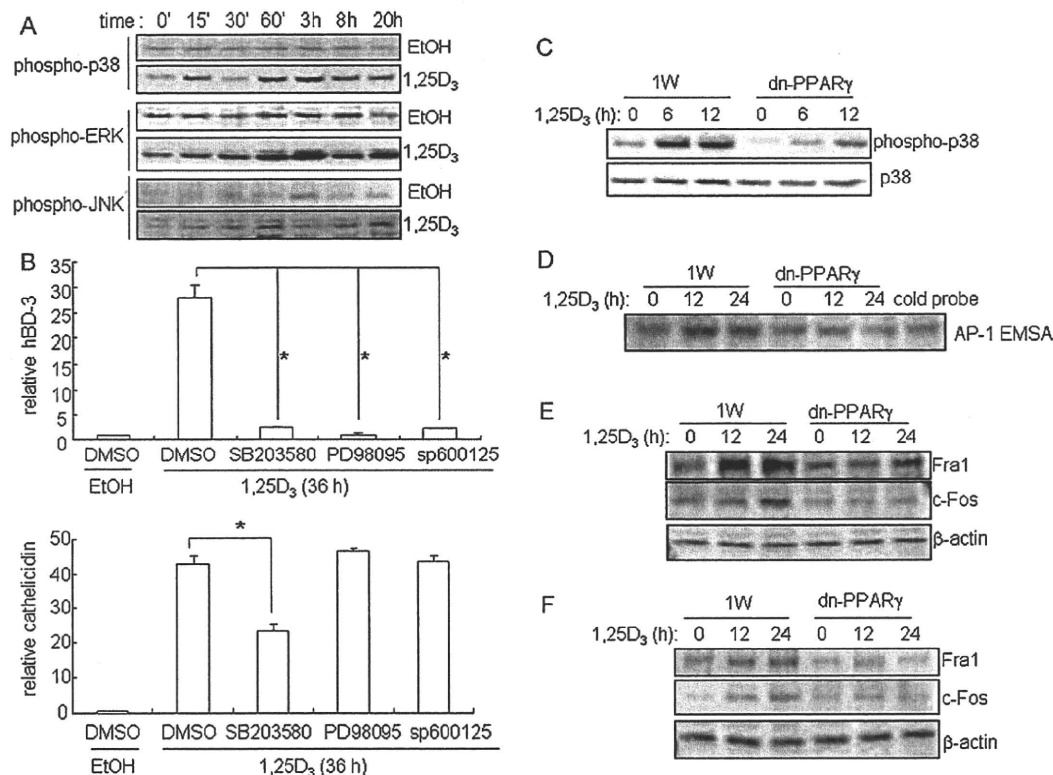 A
time : 0' 15' 30' 60' 3h 8h 20h
phospho-p38
EtOH
1,25D3
phospho-ERK
EtOH
1,25D3
phospho-JNK
EtOH
1,25D3
B
relative hBD-3
35
30
25
20
15
10
5
0
* * *
DMSO DMSO SB203580 PD98095 sp600125
EtOH 1,25D3 (36 h)
relative cathelicidin
50
40
30
20
10
0
*
DMSO DMSO SB203580 PD98095 sp600125
EtOH 1,25D3 (36 h)
C
1W dn-PPARγ
1,25D3 (h): 0 6 12 0 6 12
phospho-p38
p38
D
1W dn-PPARγ
1,25D3 (h): 0 12 24 0 12 24 cold probe
AP-1 EMSA
E
1W dn-PPARγ
1,25D3 (h): 0 12 24 0 12 24
Fra1
c-Fos
β-actin
F
1W dn-PPARγ
1,25D3 (h): 0 12 24 0 12 24
Fra1
c-Fos
β-actin